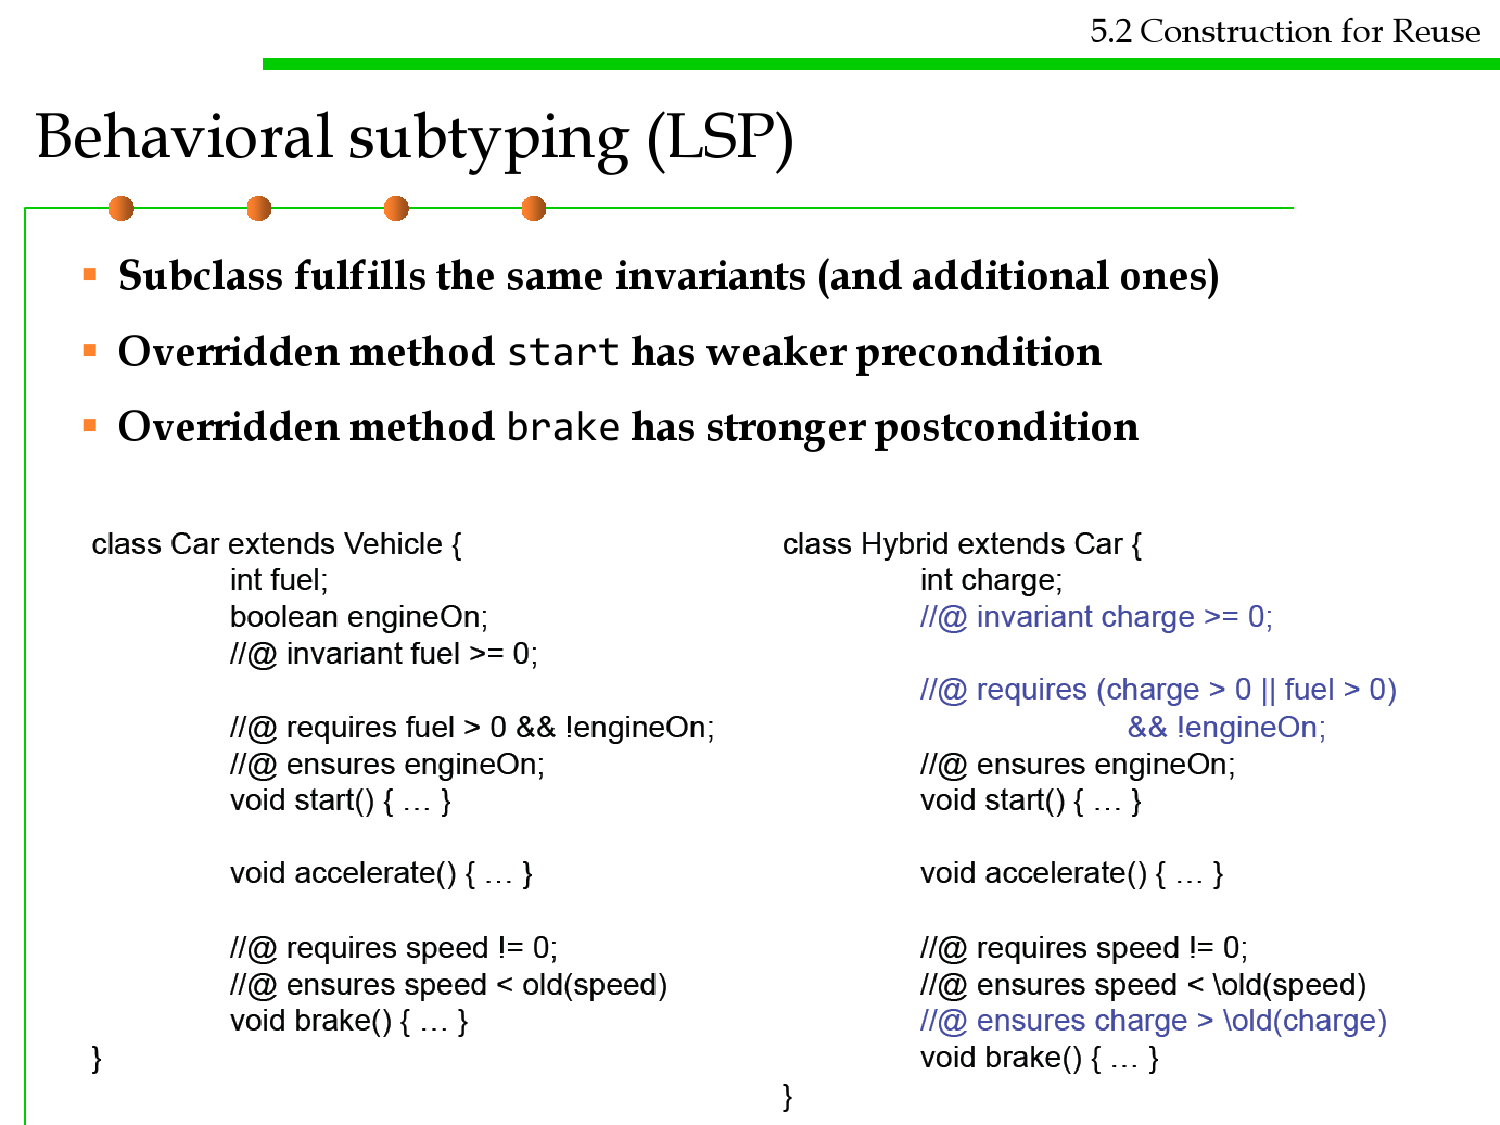 5.2 Construction for Reuse
Behavioral subtyping (LSP)
Subclass fulfills the same invariants (and additional ones)
Overridden method start has weaker precondition
Overridden method brake has stronger postcondition
class Car extends Vehicle {
int fuel;
boolean engineOn;
//@ invariant fuel >= 0;
//@ requires fuel > 0 && !engineOn;
//@ ensures engineOn;
void start() { … }
void accelerate() { … }
//@ requires speed != 0;
//@ ensures speed < old(speed)
void brake() { … }
}
class Hybrid extends Car {
int charge;
//@ invariant charge >= 0;
//@ requires (charge > 0 || fuel > 0)
&& !engineOn;
//@ ensures engineOn;
void start() { … }
void accelerate() { … }
//@ requires speed != 0;
//@ ensures speed < \old(speed)
//@ ensures charge > \old(charge)
void brake() { … }
}